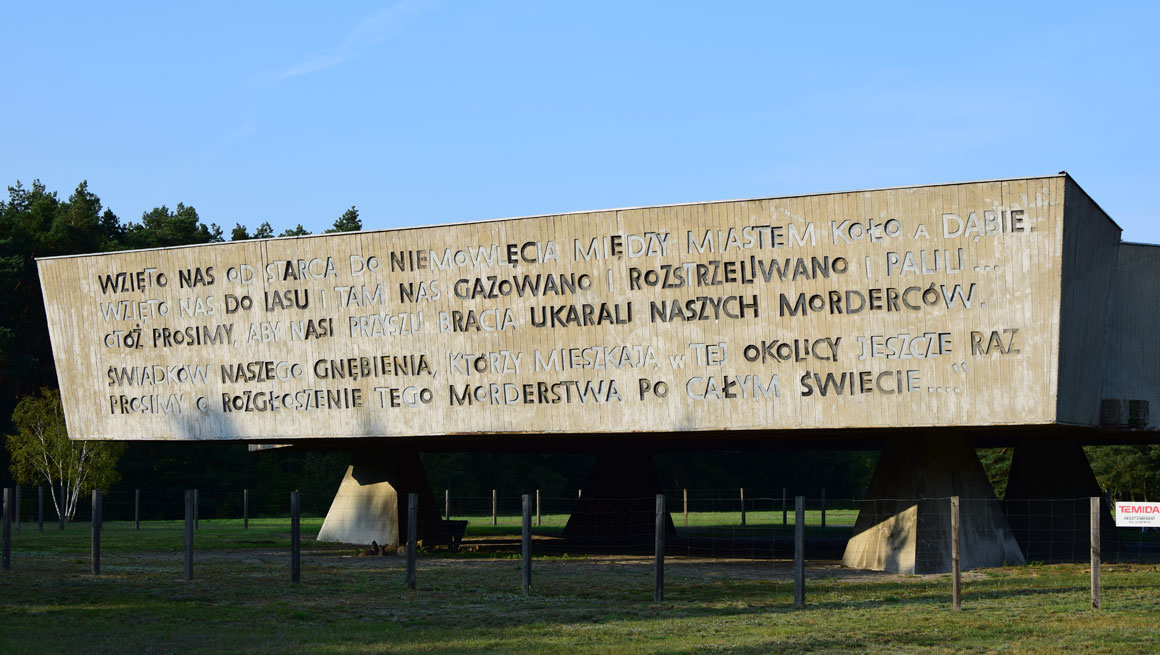 WZIĘTO NAS OD STARCA DO NIEMOWLĘCIA MIĘDZY MIASTEM KOŁO A DĄBIE.
WZIĘTO NAS DO LASU I TAM NAS GAZOWANO I ROZSTRZELIWANO I PALILI...
OTÓŻ PROSIMY, ABY NASI PRZYSZLI BRACIA UKARALI NASZYCH MORDERCÓW.
ŚWIADKÓW NASZEGO GNĘBIENIA, KTÓRZY MIESZKAJĄ W TEJ OKOLICY JESZCZE RAZ
PROSIMY O ROZGŁOSZENIE TEGO MORDERSTWA PO CAŁYM ŚWIECIE....."
TEMIDA